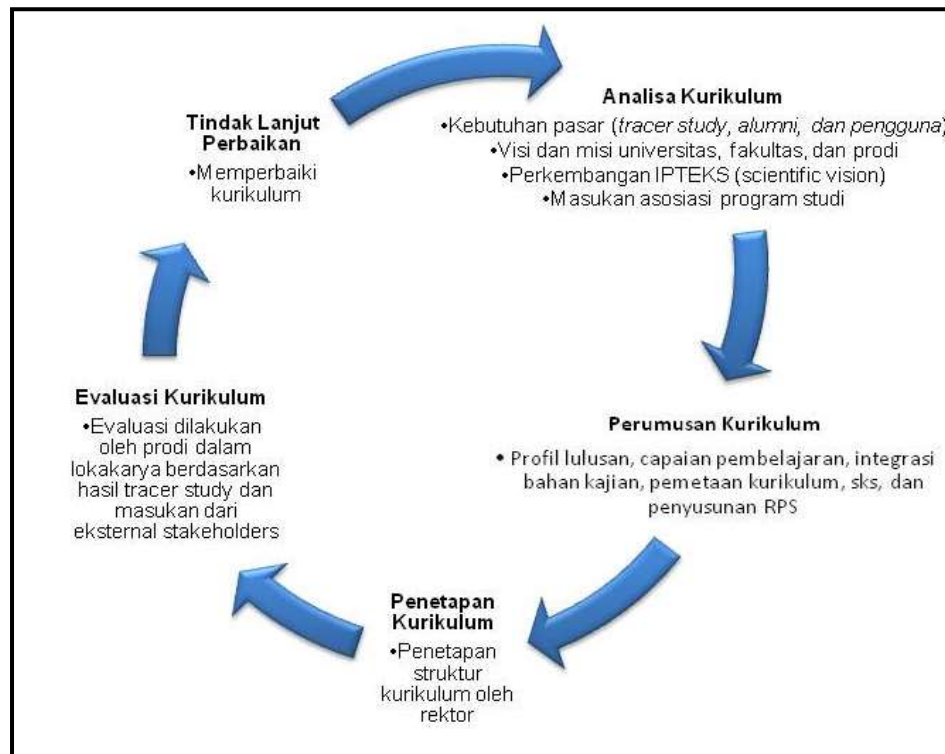 Analisa Kurikulum
•Kebutuhan pasar (tracer study, alumni, dan pengguna)
•Visi dan misi universitas, fakultas, dan prodi
•Perkembangan IPTEKS (scientific vision)
•Masukan asosiasi program studi
Perumusan Kurikulum
• Profil lulusan, capaian pembelajaran, integrasi
bahan kajian, pemetaan kurikulum, sks, dan
penyusunan RPS
Penetapan
Kurikulum
•Penetapan
struktur
kurikulum oleh
rektor
Evaluasi Kurikulum
•Evaluasi dilakukan
oleh prodi dalam
lokakarya berdasarkan
hasil tracer study dan
masukan dari
eksternal stakeholders
Tindak Lanjut
Perbaikan
•Memperbaiki
kurikulum